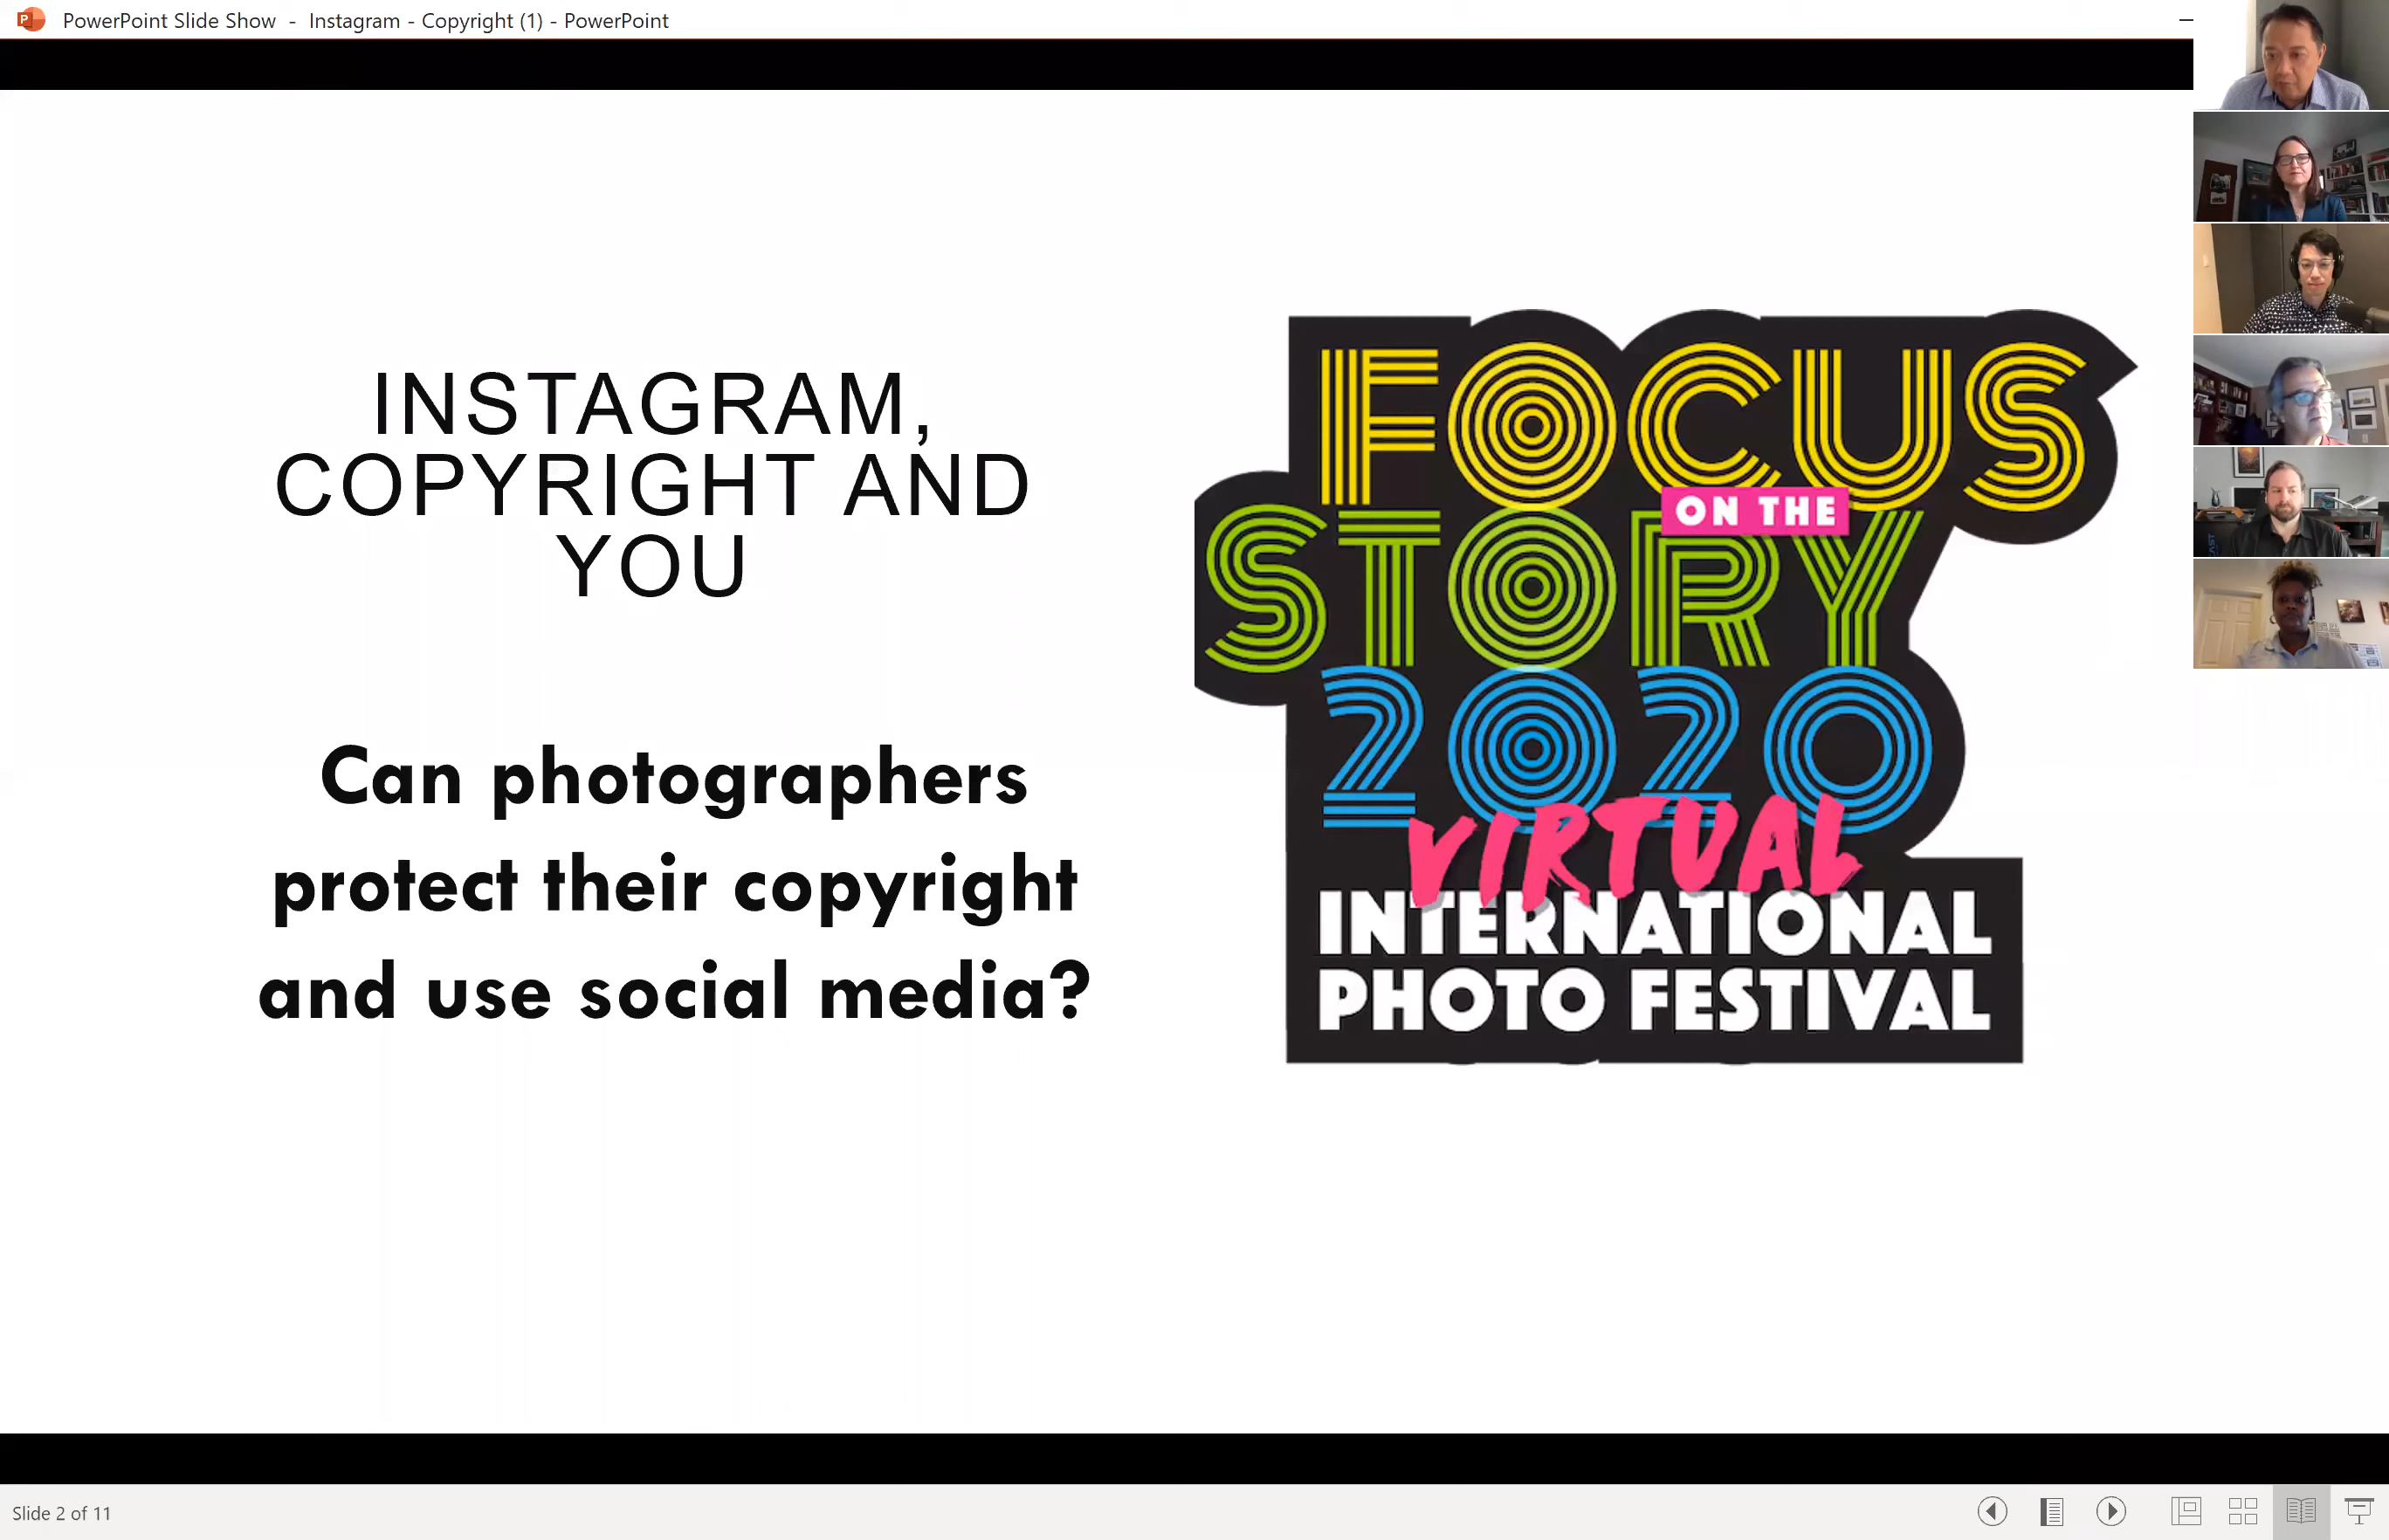 PowerPoint Slide Show - Instagram - Copyright (1) - PowerPoint
INSTAGRAM,
COPYRIGHT AND
YOU
Can photographers
protect their copyright
and use social media?
FOCUS
ON THE
STORY
2020
VIRTUAL
INTERNATIONAL
PHOTO FESTIVAL
Slide 2 of 11